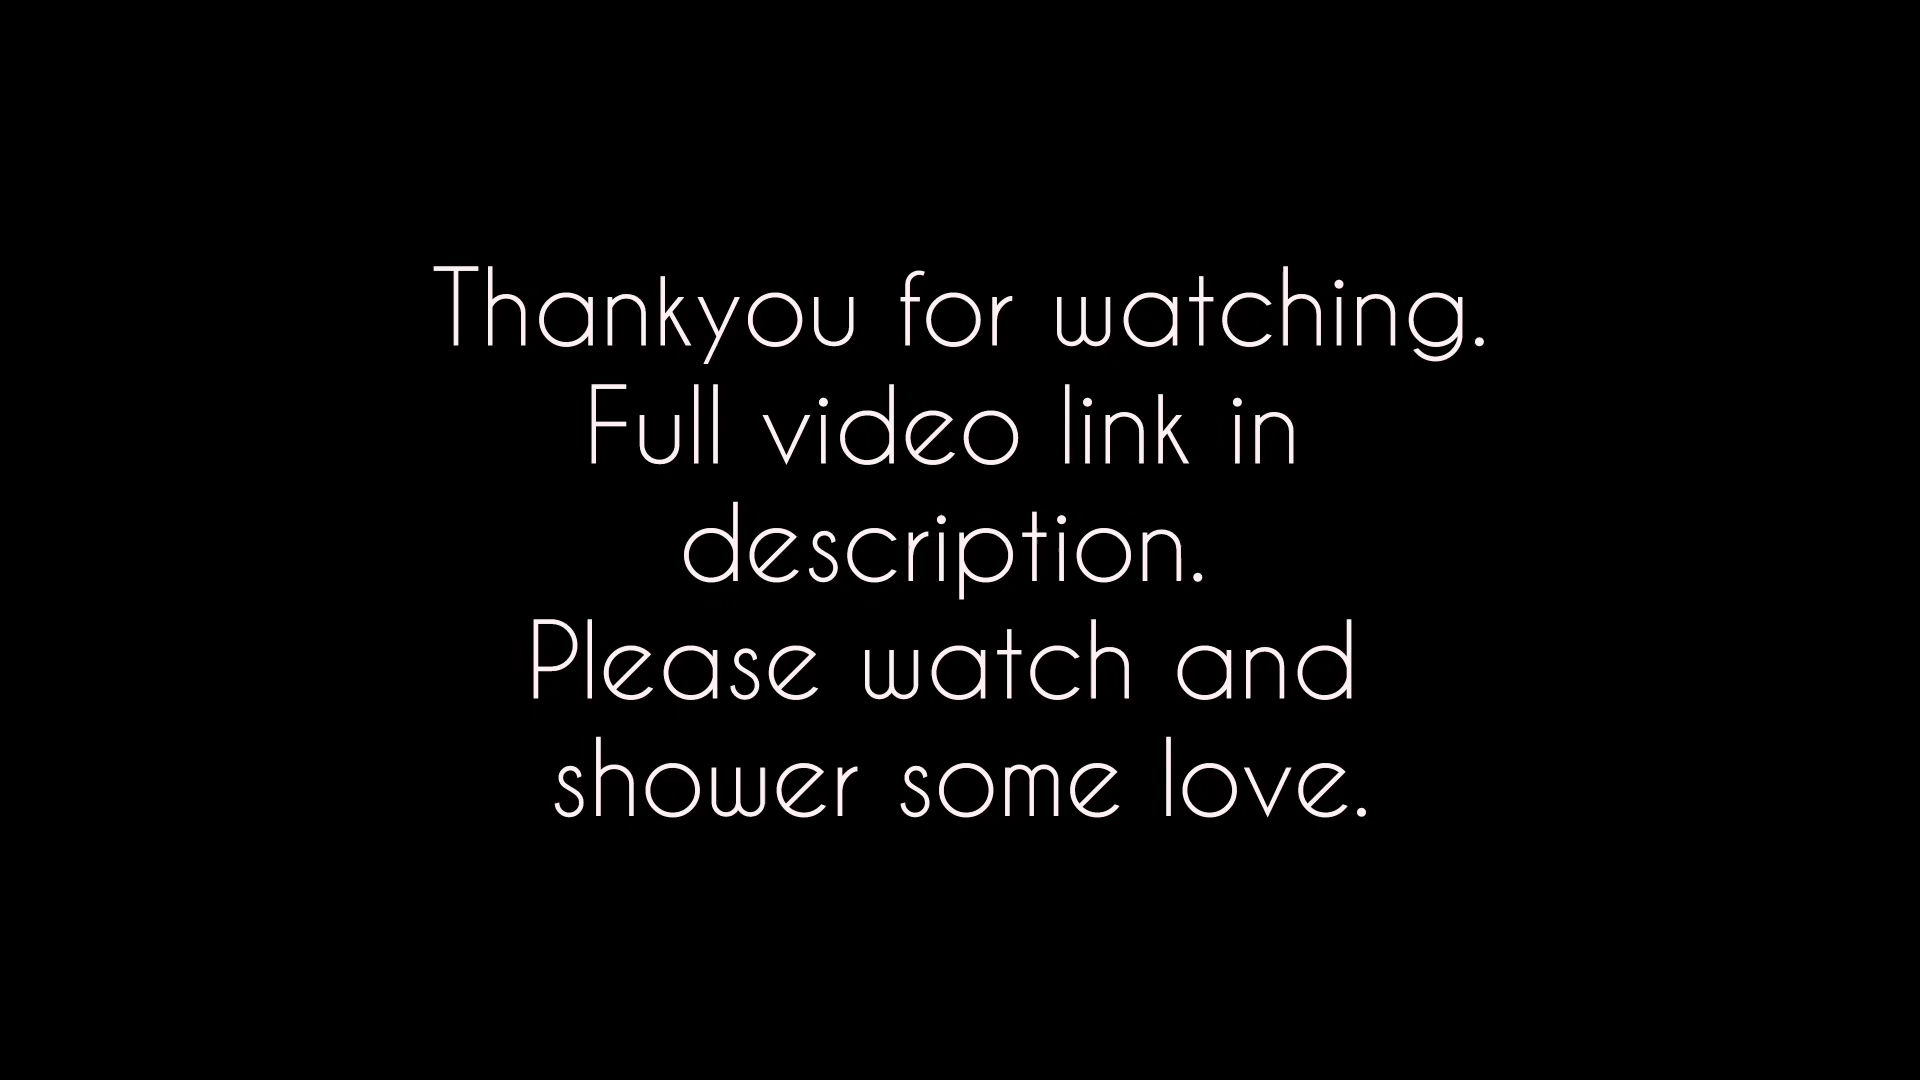 Thankyou for watching.
Full video link in
description.
Please watch and
shower some love.